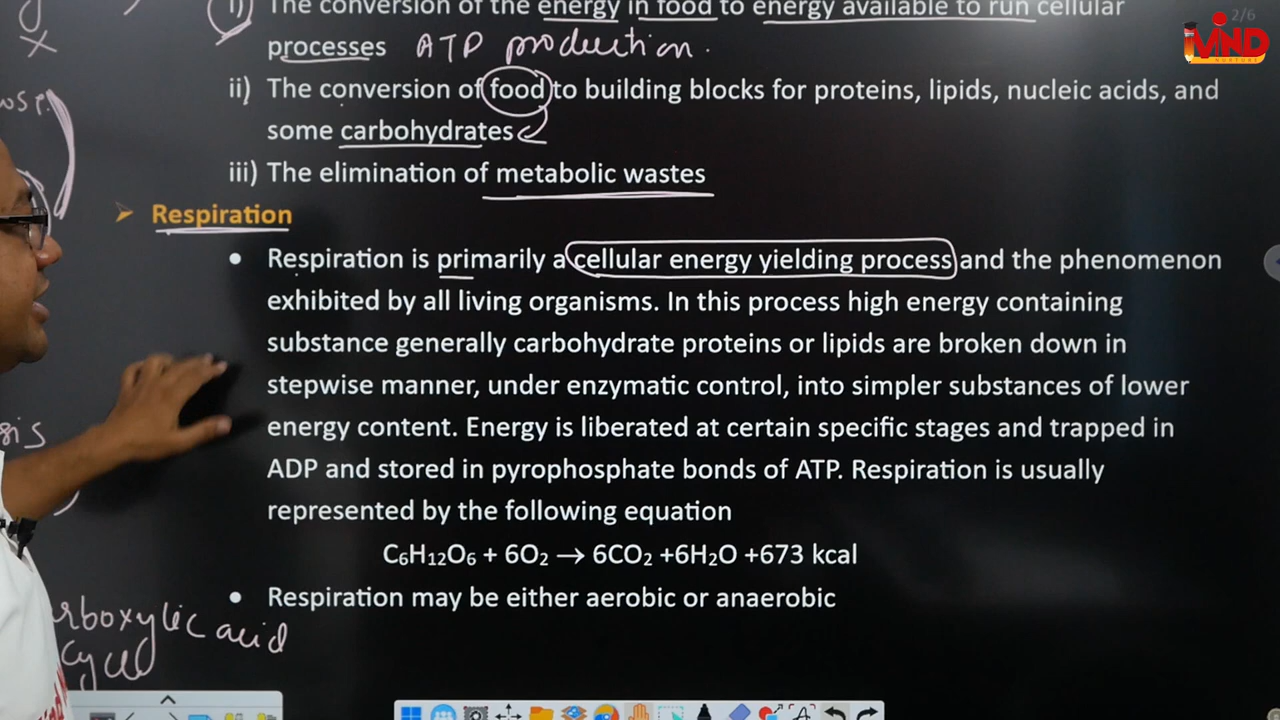 i) The conversion of the energy in food to energy available to run cellular
processes ATP production.
ii) The conversion of food to building blocks for proteins, lipids, nucleic acids, and
some carbohydrates
iii) The elimination of metabolic wastes
Respiration
• Respiration is primarily a cellular energy yielding process and the phenomenon
exhibited by all living organisms. In this process high energy containing
substance generally carbohydrate proteins or lipids are broken down in
stepwise manner, under enzymatic control, into simpler substances of lower
energy content. Energy is liberated at certain specific stages and trapped in
ADP and stored in pyrophosphate bonds of ATP. Respiration is usually
represented by the following equation
C₆H₁₂O₆ + 6O₂ → 6CO₂ +6H₂O +673 kcal
• Respiration may be either aerobic or anaerobic
rboxylic acid
cycle
2/6
MIND
NURTURE